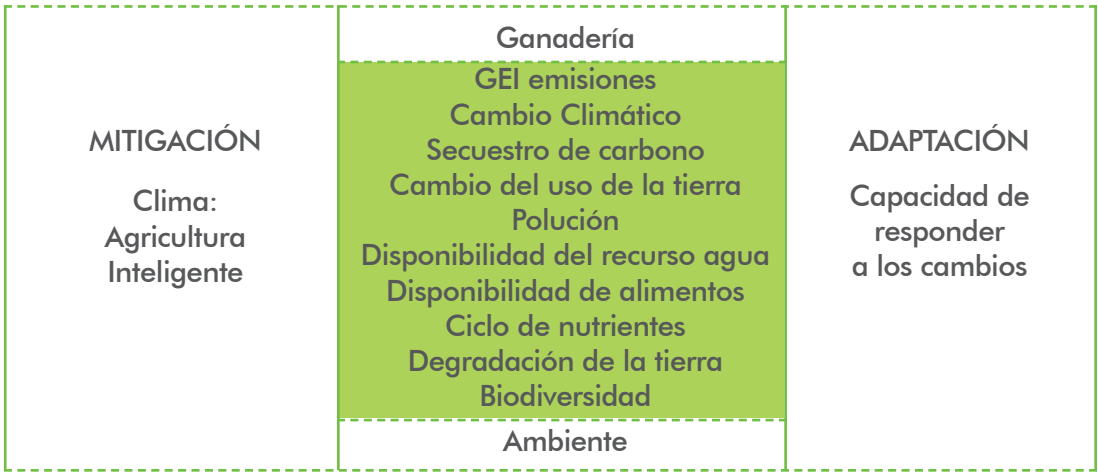 MITIGACIÓN
Clima:
Agricultura
Inteligente
Ganadería
GEI emisiones
Cambio Climático
Secuestro de carbono
Cambio del uso de la tierra
Polución
Disponibilidad del recurso agua
Disponibilidad de alimentos
Ciclo de nutrientes
Degradación de la tierra
Biodiversidad
Ambiente
ADAPTACIÓN
Capacidad de
responder
a los cambios